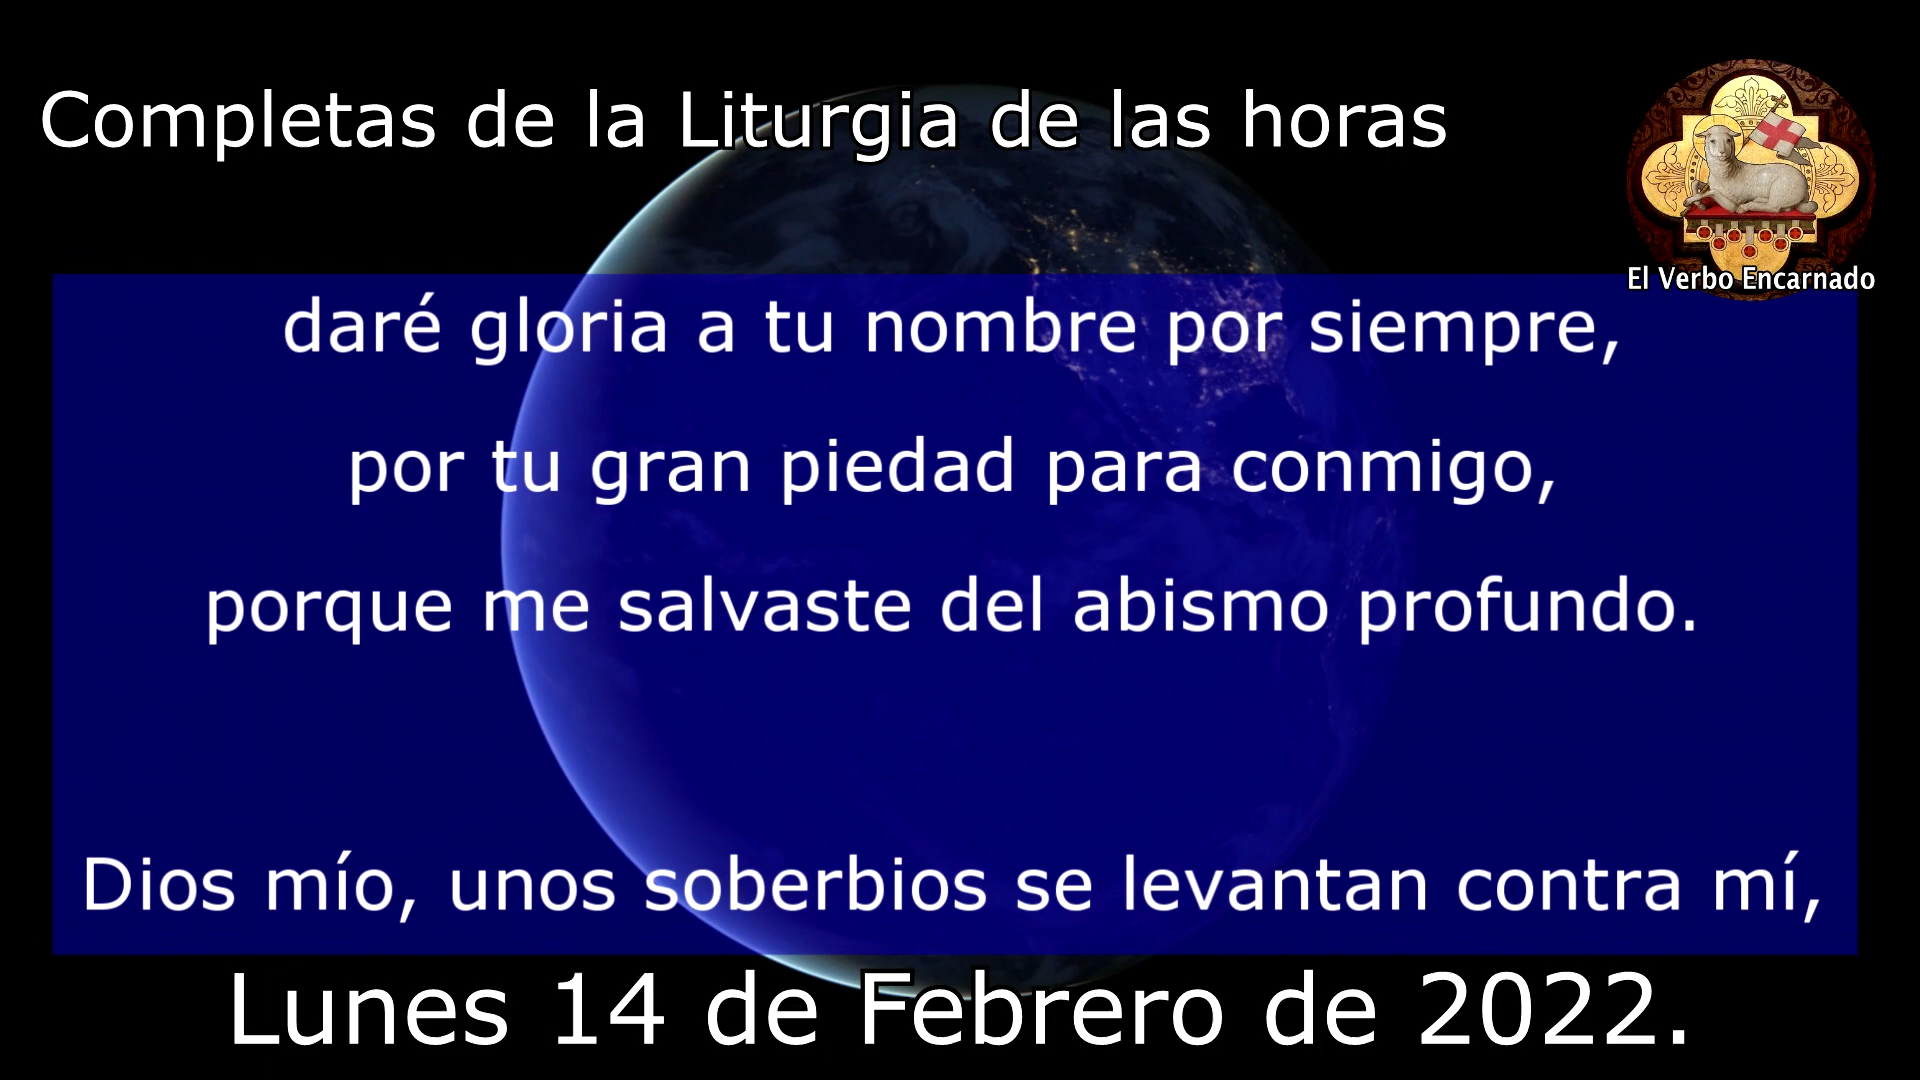 Completas de la Liturgia de las horas
El Verbo Encarnado
daré gloria a tu nombre por siempre,
por tu gran piedad para conmigo,
porque me salvaste del abismo profundo.
Dios mío, unos soberbios se levantan contra mí,
Lunes 14 de Febrero de 2022.